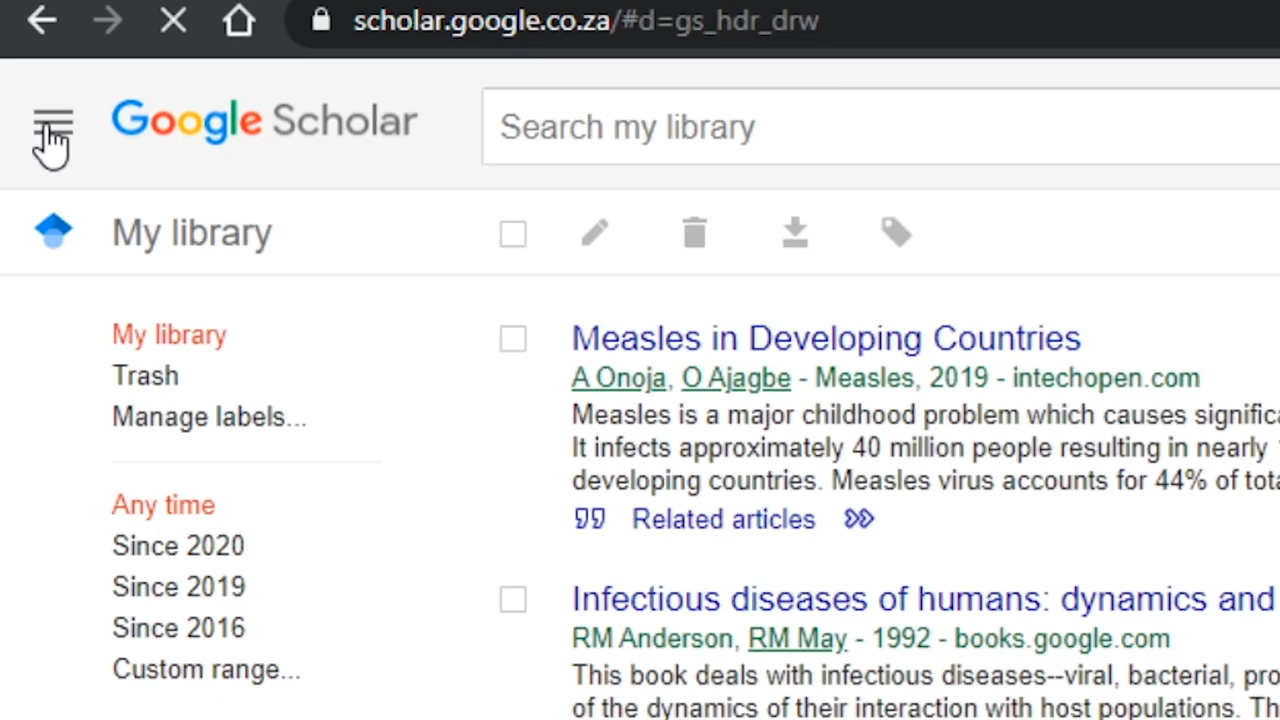 scholar.google.co.za/#d=gs_hdr_drw
Google Scholar
Search my library
My library
My library
Trash
Manage labels...
Any time
Since 2020
Since 2019
Since 2016
Custom range...
Measles in Developing Countries
A Onoja, O Ajagbe - Measles, 2019 - intechopen.com
Measles is a major childhood problem which causes
It infects approximately 40 million people resulting in nearly
developing countries. Measles virus accounts for 44% of
Related articles
Infectious diseases of humans: dynamics and
RM Anderson, RM May - 1992 - books.google.com
This book deals with infectious diseases--viral, bacterial,
of the dynamics of their interaction with host populations.